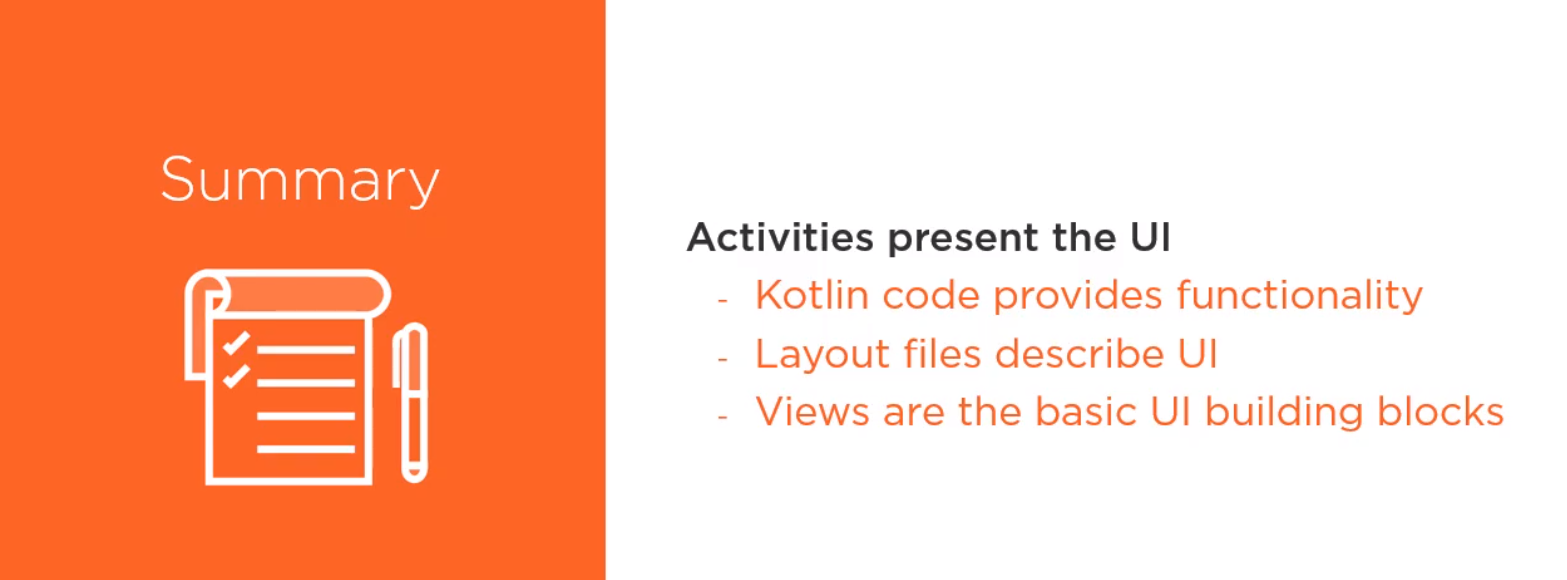 Summary
Activities present the UI
- Kotlin code provides functionality
- Layout files describe UI
- Views are the basic UI building blocks